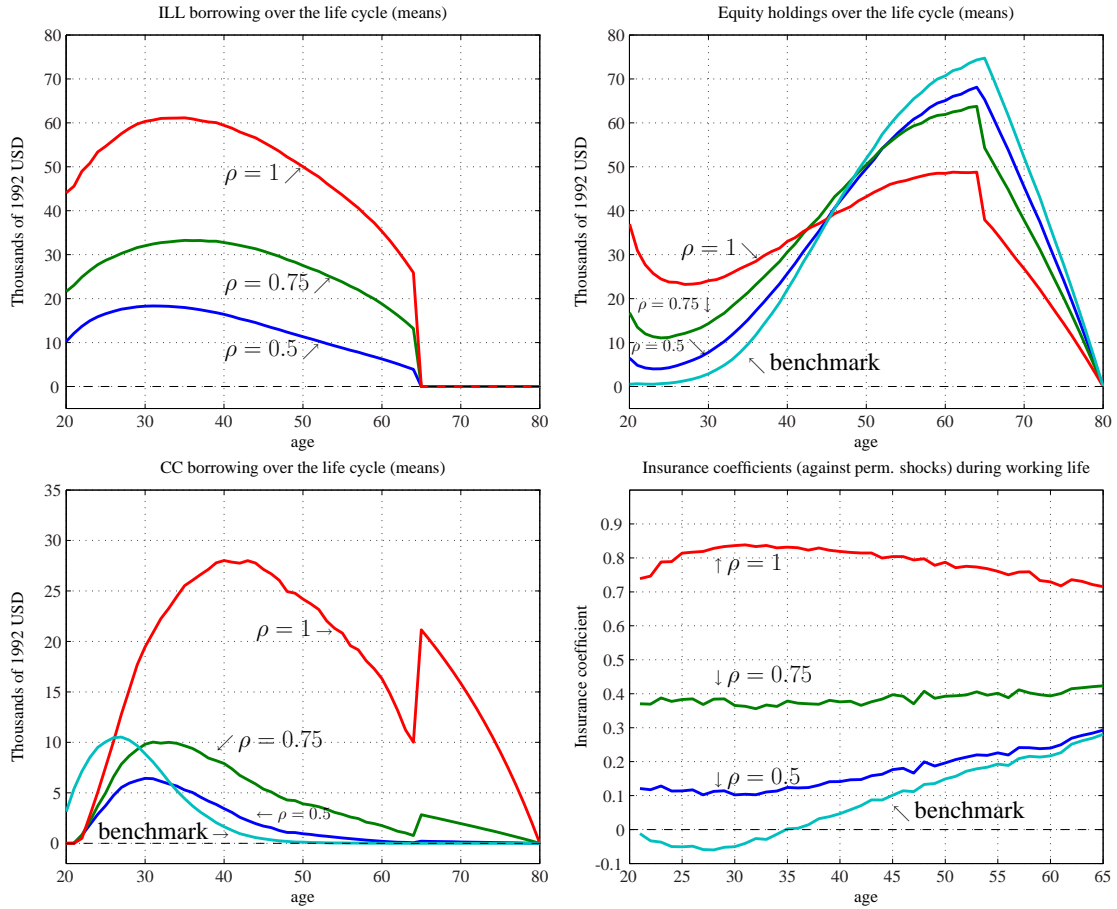 ILL borrowing over the life cycle (means)
80
70
60
50
40
30
20
10
0
Thousands of 1992 USD
ρ = 1 ↗
ρ = 0.75 ↗
ρ = 0.5 ↗
20 30 40 50 60 70 80
age
Equity holdings over the life cycle (means)
80
70
60
50
40
30
20
10
0
Thousands of 1992 USD
ρ = 1 ↘
ρ = 0.75 ↓
ρ = 0.5 ↘
↖ benchmark
20 30 40 50 60 70 80
age
CC borrowing over the life cycle (means)
35
30
25
20
15
10
5
0
Thousands of 1992 USD
ρ = 1 →
↙ ρ = 0.75
← ρ = 0.5
benchmark →
20 30 40 50 60 70 80
age
Insurance coefficients (against perm. shocks) during working life
0.9
0.8
0.7
0.6
0.5
0.4
0.3
0.2
0.1
0
-0.1
Insurance coefficient
↑ ρ = 1
↓ ρ = 0.75
↓ ρ = 0.5
↖ benchmark
20 25 30 35 40 45 50 55 60 65
age